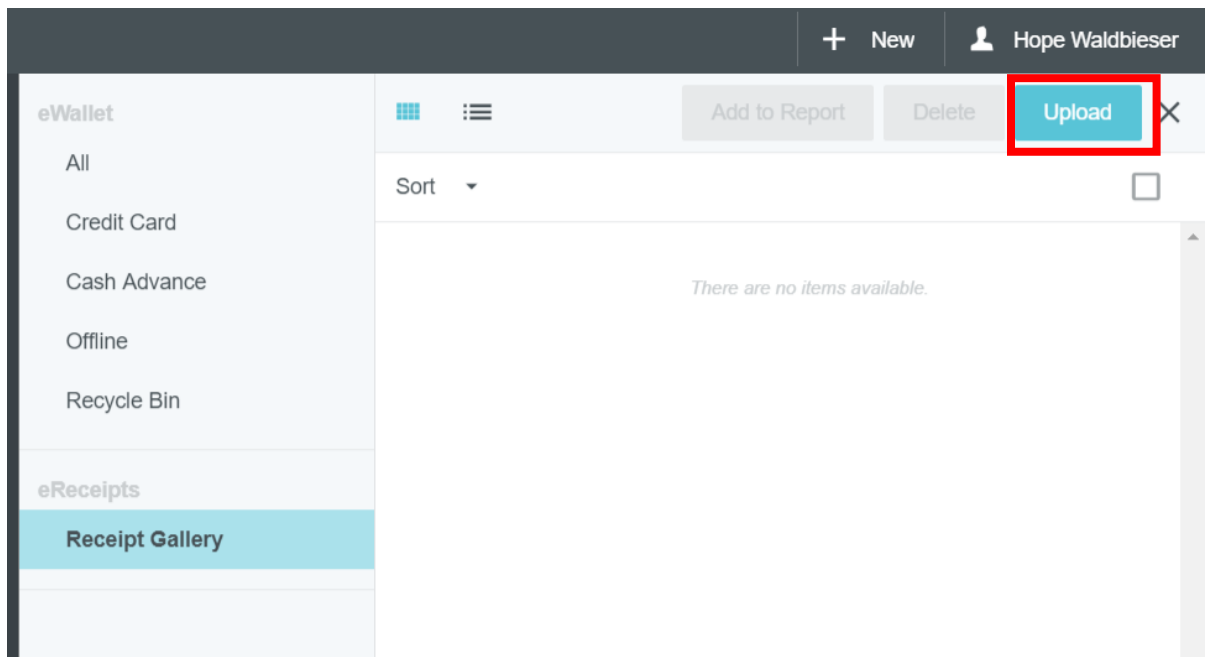 New
Hope Waldbieser
eWallet
All
Credit Card
Cash Advance
Offline
Recycle Bin
eReceipts
Receipt Gallery
Add to Report
Delete
Upload
Sort
There are no items available.